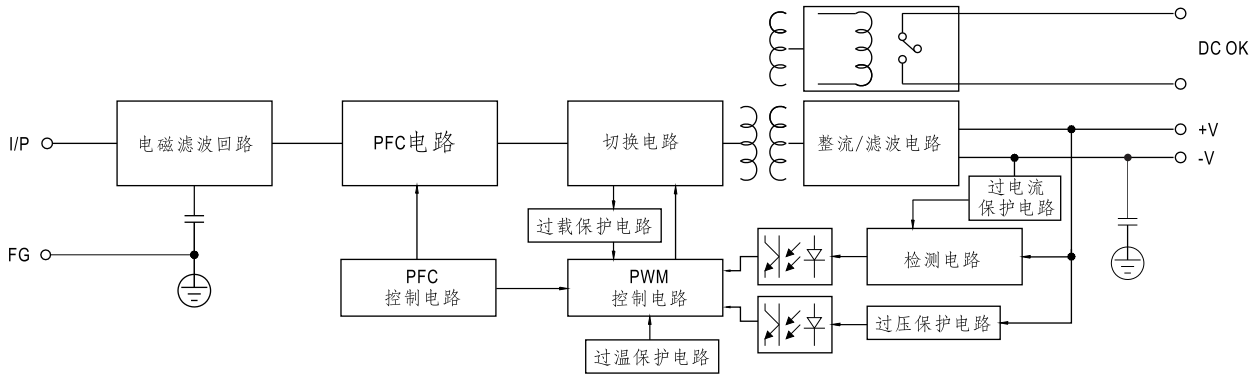 DC OK
I/P
电磁滤波回路
PFC电路
切换电路
整流/滤波电路
+V
-V
过电流
保护电路
过载保护电路
FG
PFC
控制电路
PWM
控制电路
检测电路
过压保护电路
过温保护电路